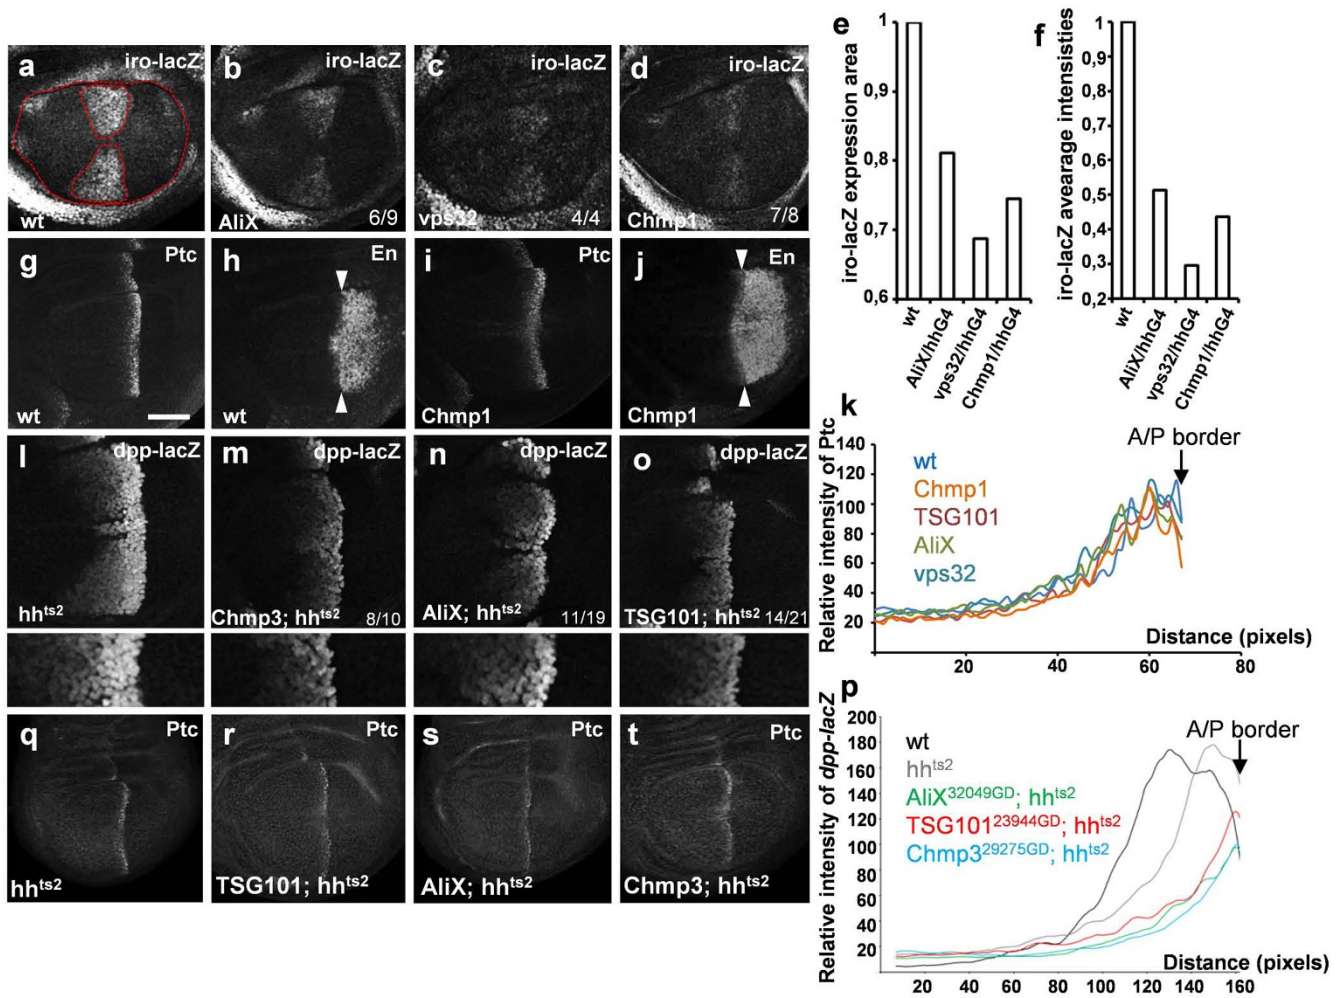 a iro-lacZ
wt
b iro-lacZ
AliX 6/9
c iro-lacZ
vps32 4/4
d iro-lacZ
Chmp1 7/8
e
iro-lacZ expression area
1
0,9
0,8
0,7
0,6
wt
AliX/hhG4
vps32/hhG4
Chmp1/hhG4
f
iro-lacZ avearage intensisties
1
0,9
0,8
0,7
0,6
0,5
0,4
0,3
0,2
wt
AliX/hhG4
vps32/hhG4
Chmp1/hhG4
g Ptc
wt
h En
wt
i Ptc
Chmp1
j En
Chmp1
k
Relative intensity of Ptc
140
120
100
80
60
40
20
A/P border
wt
Chmp1
TSG101
AliX
vps32
Distance (pixels)
20 40 60 80
l dpp-lacZ
hhts2
m dpp-lacZ
Chmp3; hhts2 8/10
n dpp-lacZ
AliX; hhts2 11/19
o dpp-lacZ
TSG101; hhts2 14/21
p
Relative intensity of dpp-lacZ
200
180
160
140
120
100
80
60
40
20
A/P border
wt
hhts2
AliX32049GD; hhts2
TSG10123944GD; hhts2
Chmp329275GD; hhts2
Distance (pixels)
20 40 60 80 100 120 140 160
q Ptc
hhts2
r Ptc
TSG101; hhts2
s Ptc
AliX; hhts2
t Ptc
Chmp3; hhts2